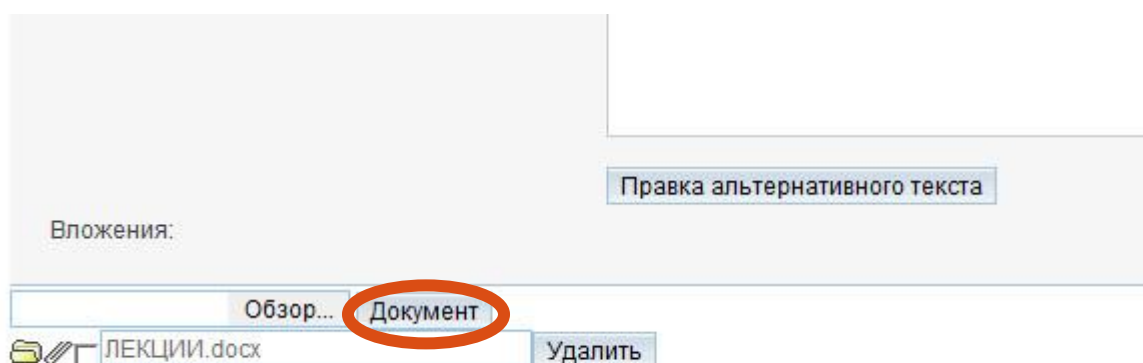 Правка альтернативного текста
Вложения:
Обзор... Документ
ЛЕКЦИИ.docx Удалить